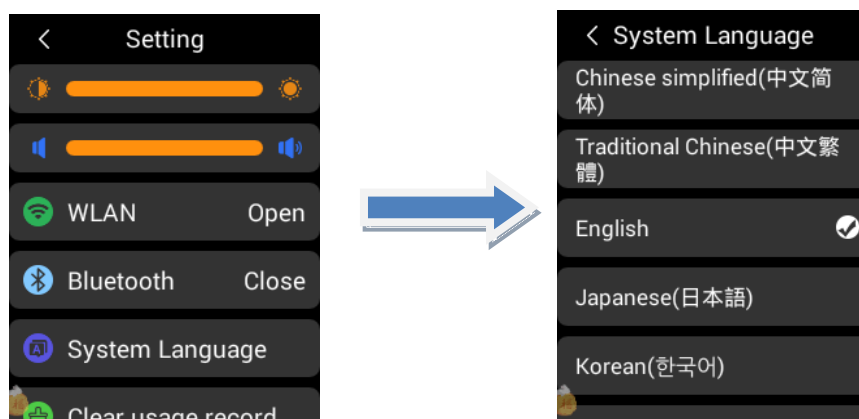 Setting
WLAN Open
Bluetooth Close
System Language
Clear usage record
System Language
Chinese simplified(中文简
体)
Traditional Chinese(中文繁
體)
English
Japanese(日本語)
Korean(한국어)